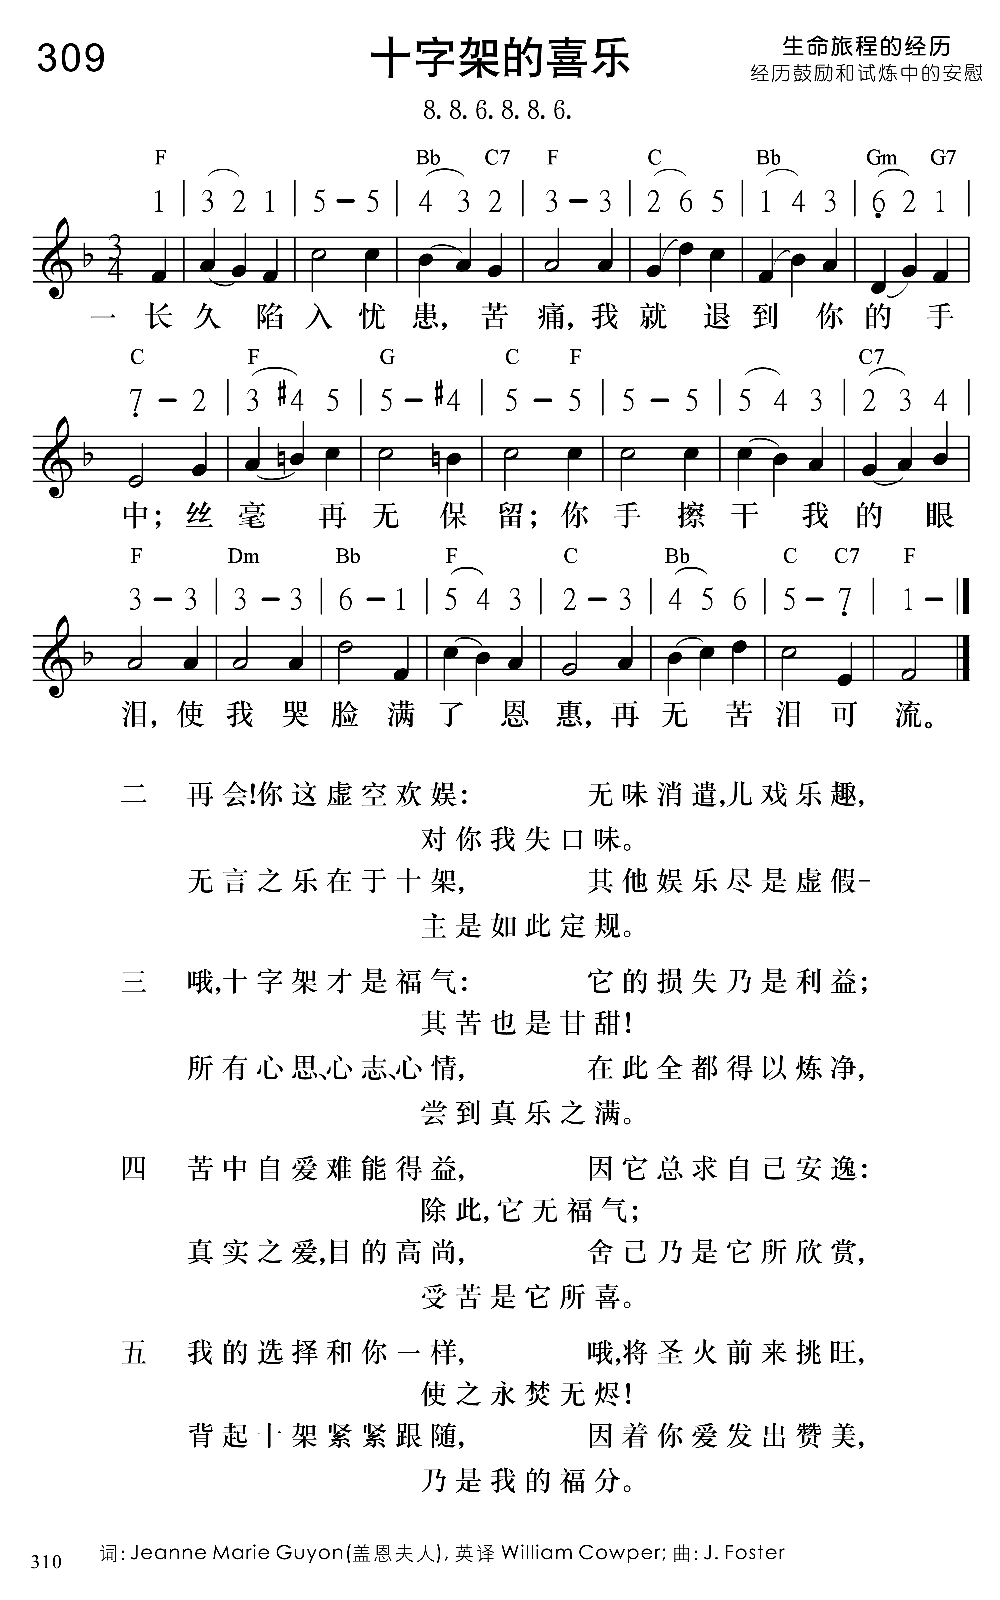 309 十字架的喜乐 生命旅程的经历
经历鼓励和试炼中的安慰
8. 8. 6. 8. 8. 6.
F Bb C7 F C Bb Gm G7
1 | 3 2 1 | 5 – 5 | 4 3 2 | 3 – 3 | 2 6 5 | 1 4 3 | 6̣ 2 1 |
3 4
一 长 久 陷 入 忧 患, 苦 痛, 我 就 退 到 你 的 手
C F G C F C7
7̣ – 2 | 3 #4 5 | 5 – #4 | 5 – 5 | 5 – 5 | 5 4 3 | 2 3 4 |
中; 丝 毫 再 无 保 留; 你 手 擦 干 我 的 眼
F Dm Bb F C Bb C C7 F
3 – 3 | 3 – 3 | 6 – 1 | 5 4 3 | 2 – 3 | 4 5 6 | 5 – 7̣ | 1 – ‖
泪, 使 我 哭 脸 满 了 恩 惠, 再 无 苦 泪 可 流。
二 再会!你这虚空欢娱: 无味消遣,儿戏乐趣,
对你我失口味。
无言之乐在于十架, 其他娱乐尽是虚假-
主是如此定规。
三 哦,十字架才是福气: 它的损失乃是利益;
其苦也是甘甜!
所有心思、心志、心情, 在此全都得以炼净,
尝到真乐之满。
四 苦中自爱难能得益, 因它总求自己安逸:
除此,它无福气;
真实之爱,目的高尚, 舍己乃是它所欣赏,
受苦是它所喜。
五 我的选择和你一样, 哦,将圣火前来挑旺,
使之永焚无烬!
背起十架紧紧跟随, 因着你爱发出赞美,
乃是我的福分。
310 词: Jeanne Marie Guyon(盖恩夫人), 英译 William Cowper; 曲: J. Foster